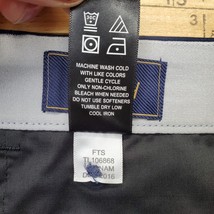 MACHINE WASH COLD
WITH LIKE COLORS
GENTLE CYCLE
ONLY NON-CHLORINE
BLEACH WHEN NEEDED
DO NOT USE SOFTENERS
TUMBLE DRY LOW
COOL IRON
FTS
106868
2016